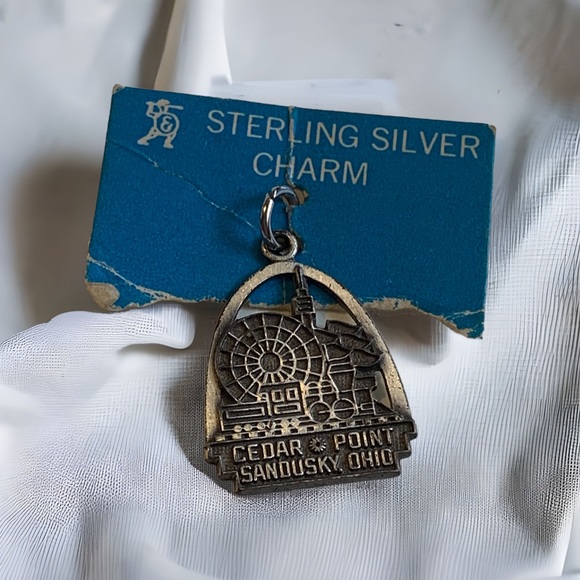 STERLING SILVER
CHARM
CEDAR POINT
SANDUSKY, OHIO